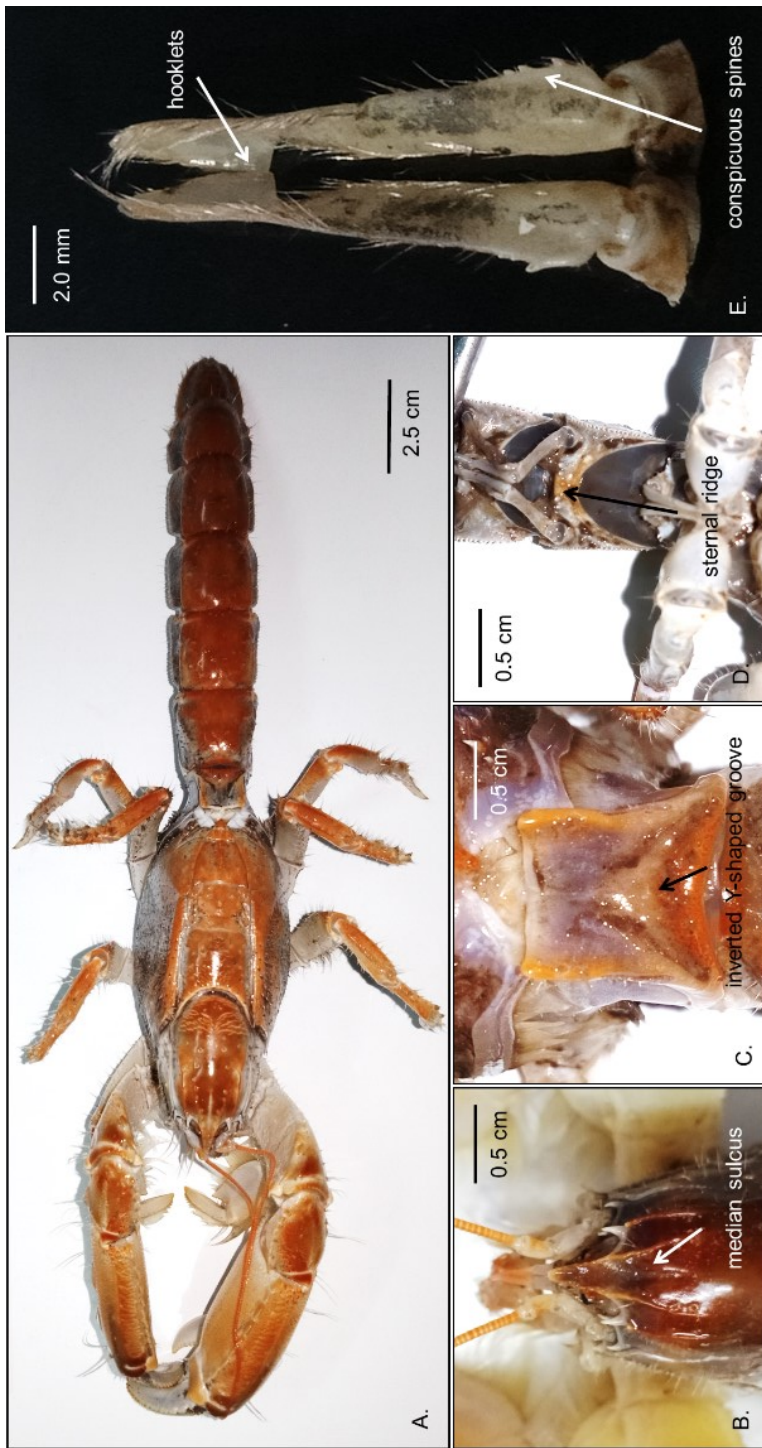 A.
2.5 cm
B.
0.5 cm
median sulcus
C.
0.5 cm
inverted Y-shaped groove
D.
0.5 cm
sternal ridge
E.
2.0 mm
hooklets
conspicuous spines